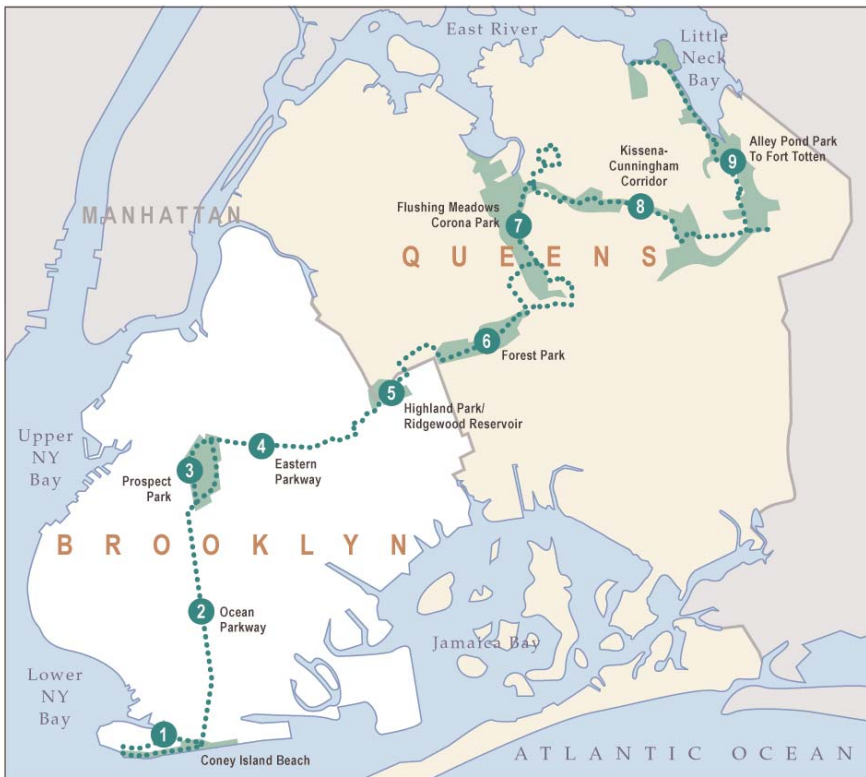 East River
Little
Neck
Bay
MANHATTAN
Kissena-
Cunningham
Corridor
9
Alley Pond Park
To Fort Totten
Flushing Meadows
Corona Park
7
8
QUEENS
6
Forest Park
5
Highland Park/
Ridgewood Reservoir
Upper
NY
Bay
3
Prospect
Park
4
Eastern
Parkway
BROOKLYN
2
Ocean
Parkway
Jamaica Bay
Lower
NY
Bay
1
Coney Island Beach
ATLANTIC OCEAN